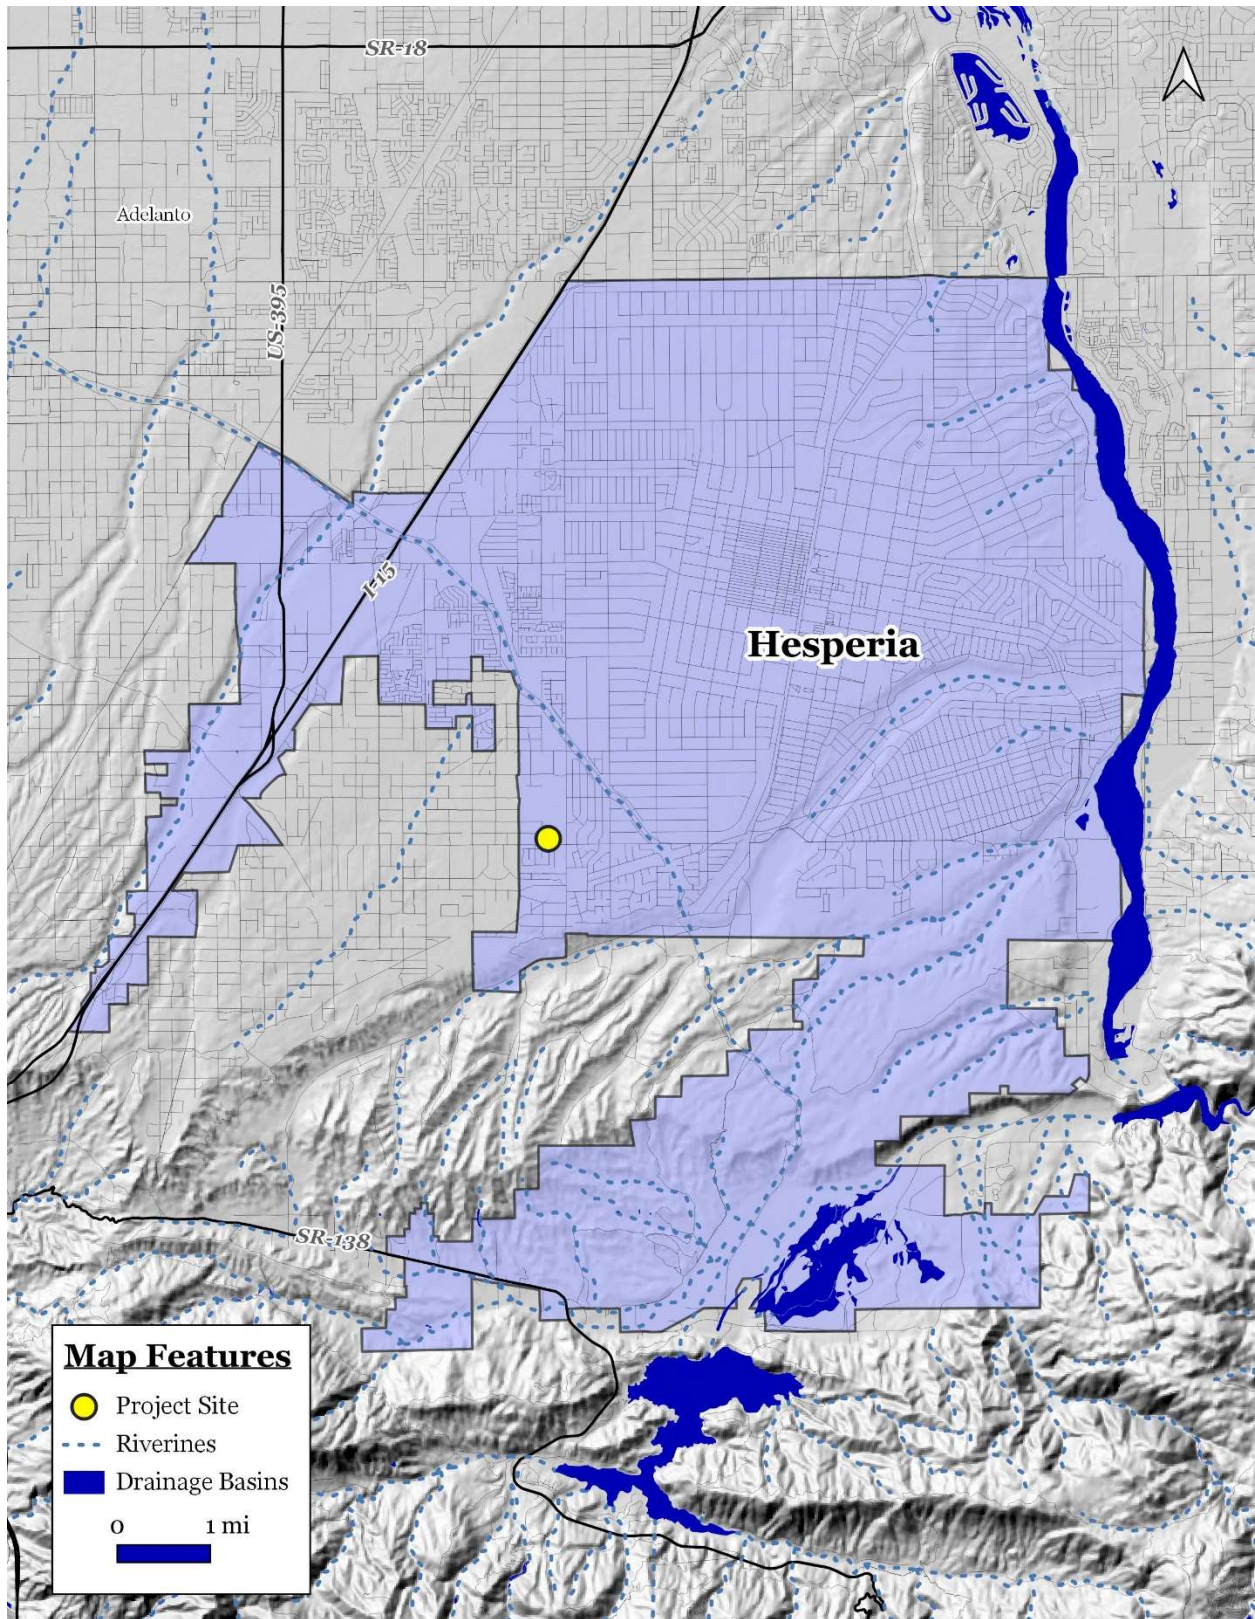 SR-18
Adelanto
US-395
I-15
Hesperia
SR-138
Map Features
Project Site
Riverines
Drainage Basins
0 1 mi